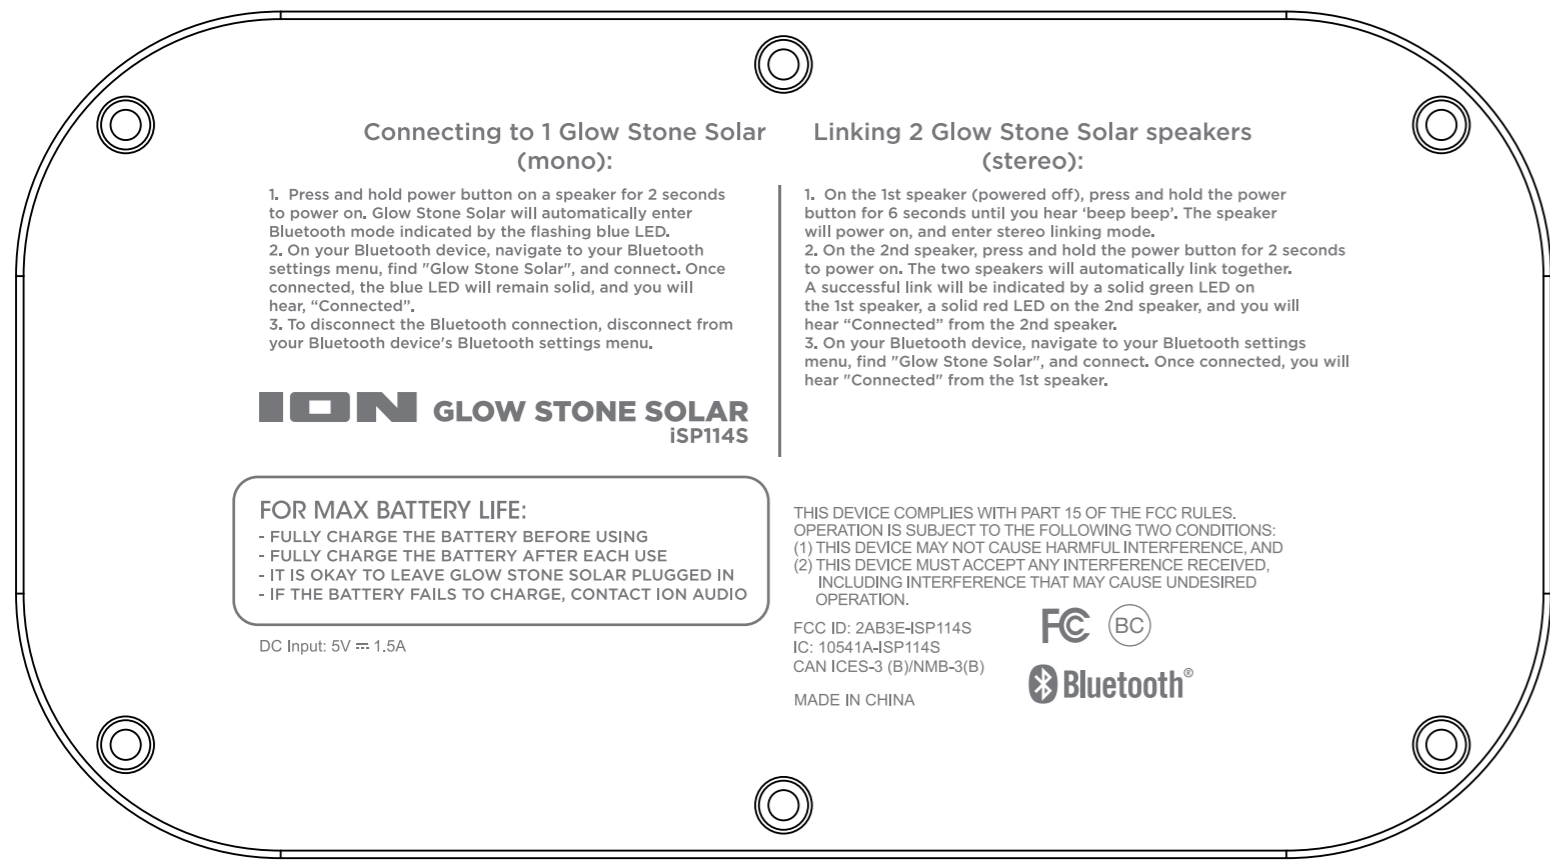 Connecting to 1 Glow Stone Solar
(mono):
1. Press and hold power button on a speaker for 2 seconds
to power on. Glow Stone Solar will automatically enter
Bluetooth mode indicated by the flashing blue LED.
2. On your Bluetooth device, navigate to your Bluetooth
settings menu, find "Glow Stone Solar", and connect. Once
connected, the blue LED will remain solid, and you will
hear, “Connected”.
3. To disconnect the Bluetooth connection, disconnect from
your Bluetooth device's Bluetooth settings menu.
ION GLOW STONE SOLAR
iSP114S
Linking 2 Glow Stone Solar speakers
(stereo):
1. On the 1st speaker (powered off), press and hold the power
button for 6 seconds until you hear ‘beep beep’. The speaker
will power on, and enter stereo linking mode.
2. On the 2nd speaker, press and hold the power button for 2 seconds
to power on. The two speakers will automatically link together.
A successful link will be indicated by a solid green LED on
the 1st speaker, a solid red LED on the 2nd speaker, and you will
hear “Connected” from the 2nd speaker.
3. On your Bluetooth device, navigate to your Bluetooth settings
menu, find "Glow Stone Solar", and connect. Once connected, you will
hear "Connected" from the 1st speaker.
FOR MAX BATTERY LIFE:
- FULLY CHARGE THE BATTERY BEFORE USING
- FULLY CHARGE THE BATTERY AFTER EACH USE
- IT IS OKAY TO LEAVE GLOW STONE SOLAR PLUGGED IN
- IF THE BATTERY FAILS TO CHARGE, CONTACT ION AUDIO
DC Input: 5V ⎓ 1.5A
THIS DEVICE COMPLIES WITH PART 15 OF THE FCC RULES.
OPERATION IS SUBJECT TO THE FOLLOWING TWO CONDITIONS:
(1) THIS DEVICE MAY NOT CAUSE HARMFUL INTERFERENCE, AND
(2) THIS DEVICE MUST ACCEPT ANY INTERFERENCE RECEIVED,
INCLUDING INTERFERENCE THAT MAY CAUSE UNDESIRED
OPERATION.
FCC ID: 2AB3E-ISP114S
IC: 10541A-ISP114S
CAN ICES-3 (B)/NMB-3(B)
MADE IN CHINA
FC BC
Bluetooth®